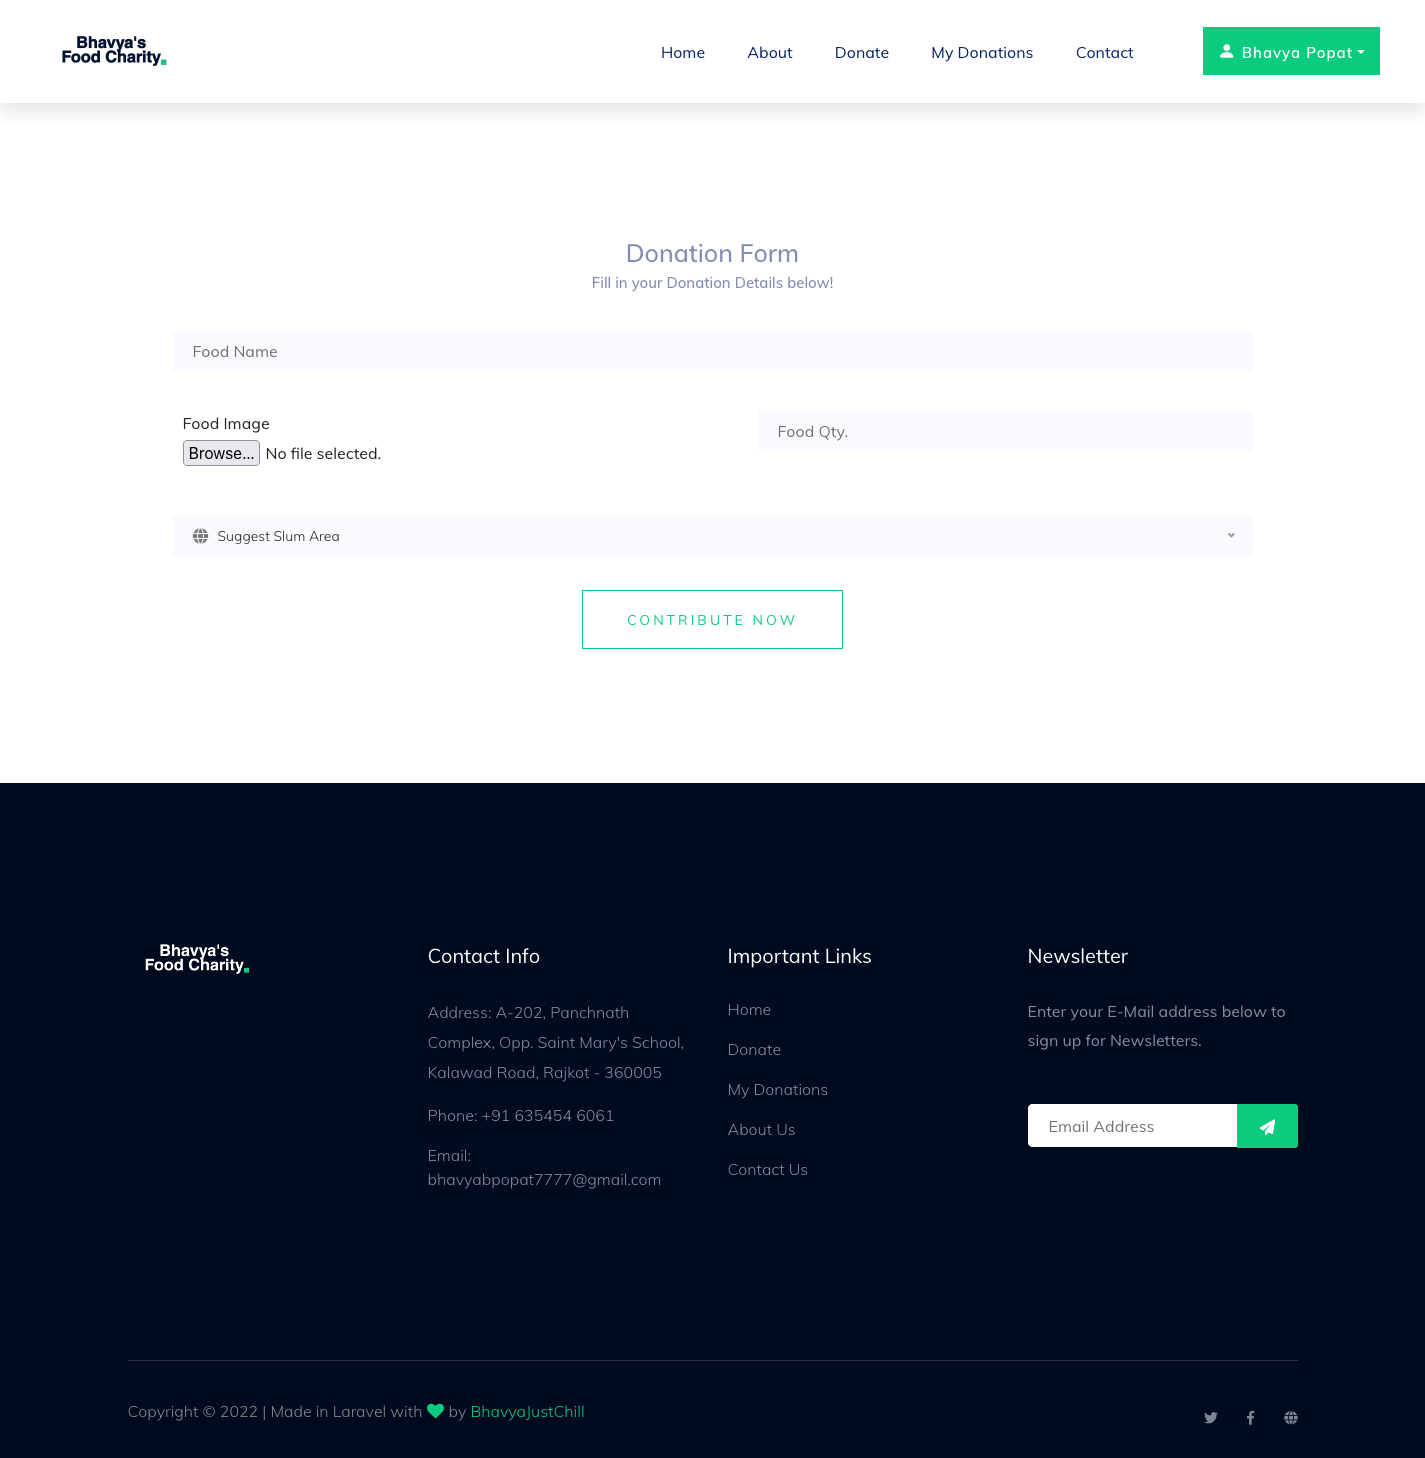 Bhavya's
Food Charity.
Home
About
Donate
My Donations
Contact
Bhavya Popat
Donation Form
Fill in your Donation Details below!
Food Name
Food Image
Browse... No file selected.
Food Qty.
Suggest Slum Area
CONTRIBUTE NOW
Bhavya's
Food Charity.
Contact Info
Address: A-202, Panchnath
Complex, Opp. Saint Mary's School,
Kalawad Road, Rajkot - 360005
Phone: +91 635454 6061
Email:
bhavyabpopat7777@gmail.com
Important Links
Home
Donate
My Donations
About Us
Contact Us
Newsletter
Enter your E-Mail address below to
sign up for Newsletters.
Email Address
Copyright © 2022 | Made in Laravel with by BhavyaJustChill